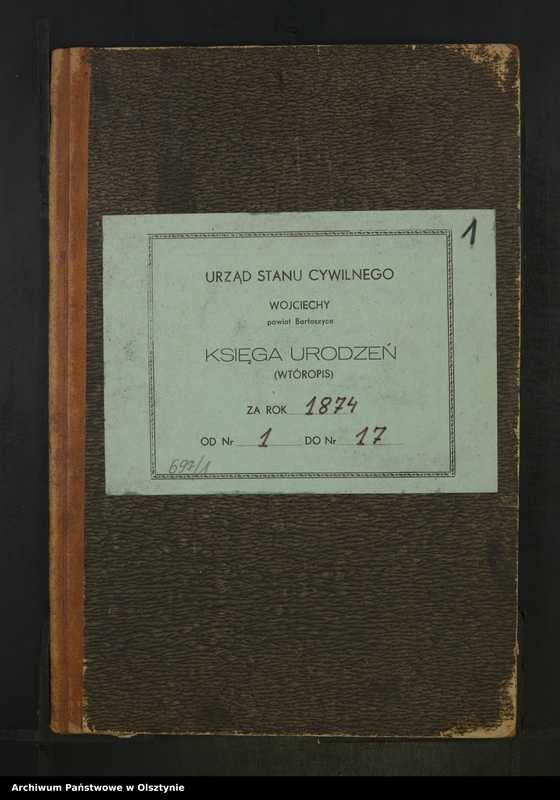 1
URZĄD STANU CYWILNEGO
WOJCIECHY
powiat Bartoszyce
KSIĘGA URODZEŃ
(WTÓROPIS)
ZA ROK 1874
OD Nr 1 DO Nr 17
697/1
Archiwum Państwowe w Olsztynie